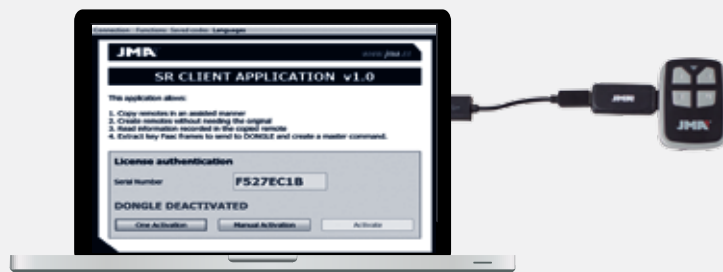 Connection Functions Saved codes Languages
JMA
www.jma.es
SR CLIENT APPLICATION v1.0
This application allows:
1. Copy remotes in an assisted manner
2. Create remotes without needing the original
3. Read information recorded in the copied remote
4. Extract key Faac frames to send to DONGLE and create a master command.
License authentication
Serial Number
F527EC1B
DONGLE DEACTIVATED
One Activation
Manual Activation
Activate
JMA
JMA